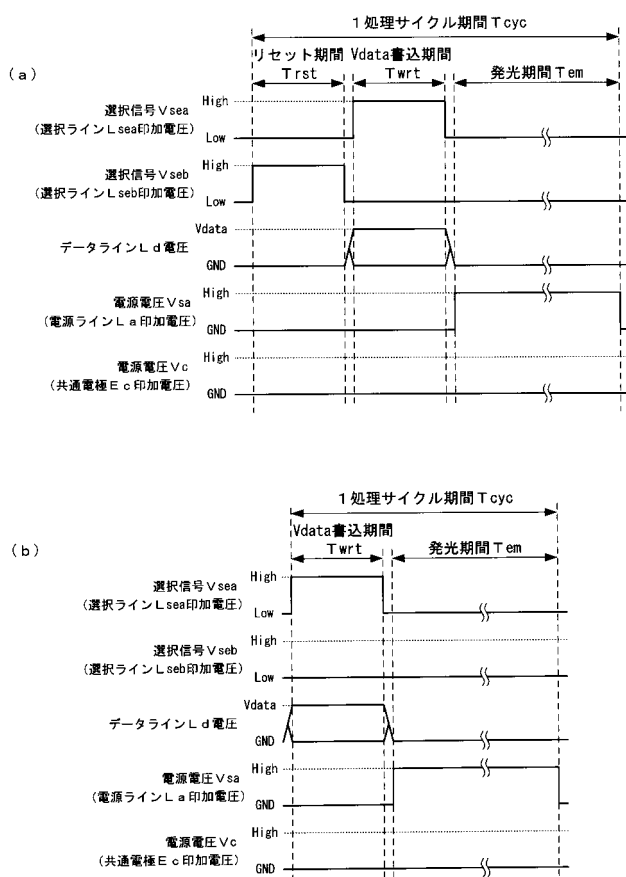 (a)
1処理サイクル期間Tcyc
リセット期間 Vdata書込期間
Trst Twrt 発光期間Tem
選択信号Vsea
(選択ラインLsea印加電圧)
High
Low
選択信号Vseb
(選択ラインLseb印加電圧)
High
Low
データラインLd電圧
Vdata
GND
電源電圧Vsa
(電源ラインLa印加電圧)
High
GND
電源電圧Vc
(共通電極Ec印加電圧)
High
GND
(b)
1処理サイクル期間Tcyc
Vdata書込期間
Twrt 発光期間Tem
選択信号Vsea
(選択ラインLsea印加電圧)
High
Low
選択信号Vseb
(選択ラインLseb印加電圧)
High
Low
データラインLd電圧
Vdata
GND
電源電圧Vsa
(電源ラインLa印加電圧)
High
GND
電源電圧Vc
(共通電極Ec印加電圧)
High
GND